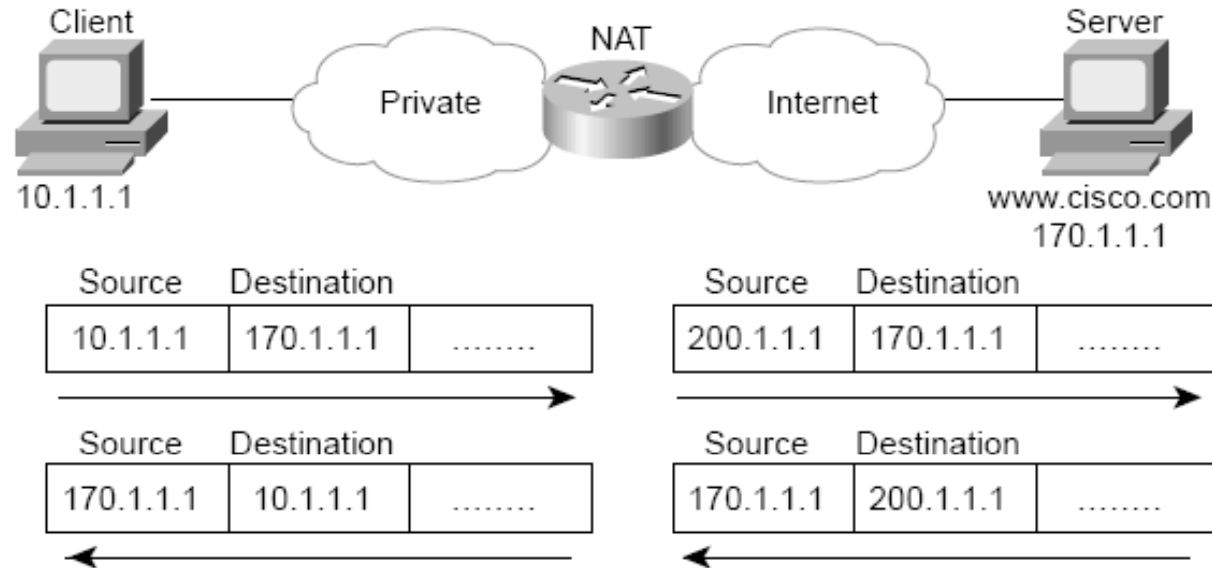 Client
NAT
Server
Private
Internet
10.1.1.1
www.cisco.com
170.1.1.1
Source Destination
10.1.1.1 170.1.1.1 ........
Source Destination
200.1.1.1 170.1.1.1 ........
Source Destination
170.1.1.1 10.1.1.1 ........
Source Destination
170.1.1.1 200.1.1.1 ........